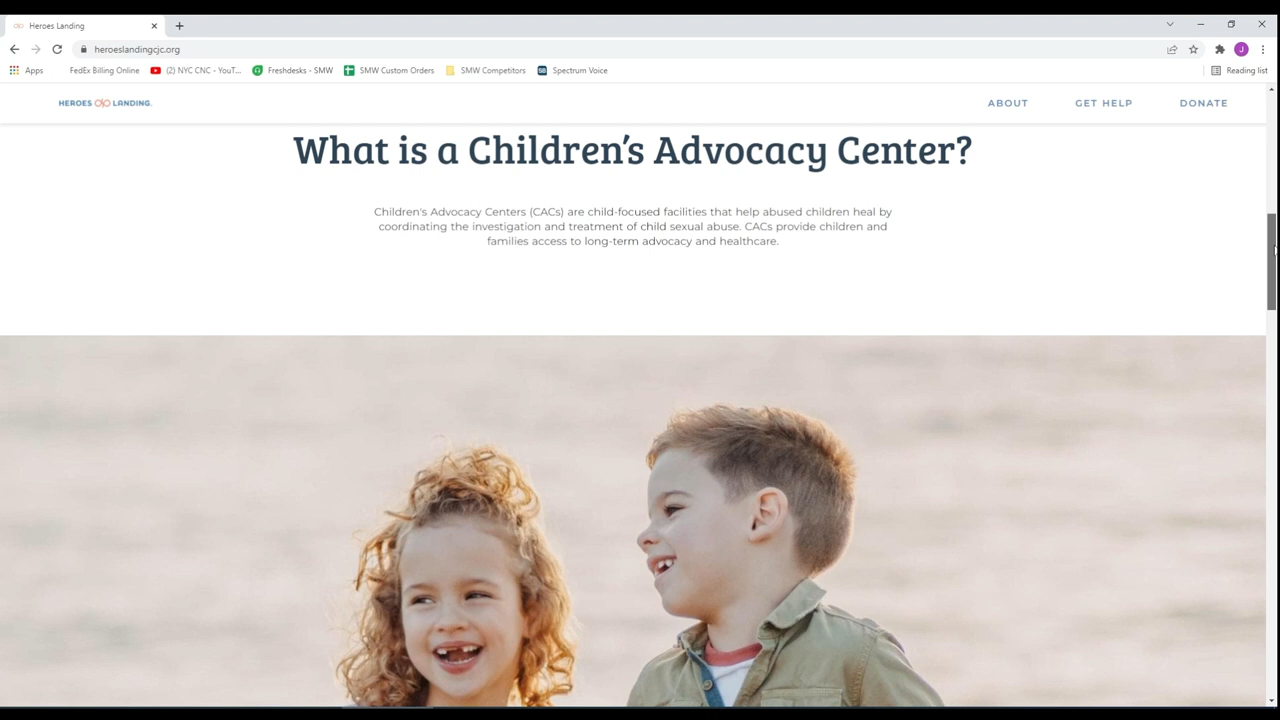 Heroes Landing
heroeslandingcjc.org
J
Apps
FedEx Billing Online
(2) NYC CNC - YouT...
Freshdesks - SMW
SMW Custom Orders
SMW Competitors
Spectrum Voice
Reading list
HEROES LANDING.
ABOUT
GET HELP
DONATE
What is a Children's Advocacy Center?
Children's Advocacy Centers (CACs) are child-focused facilities that help abused children heal by
coordinating the investigation and treatment of child sexual abuse. CACs provide children and
families access to long-term advocacy and healthcare.